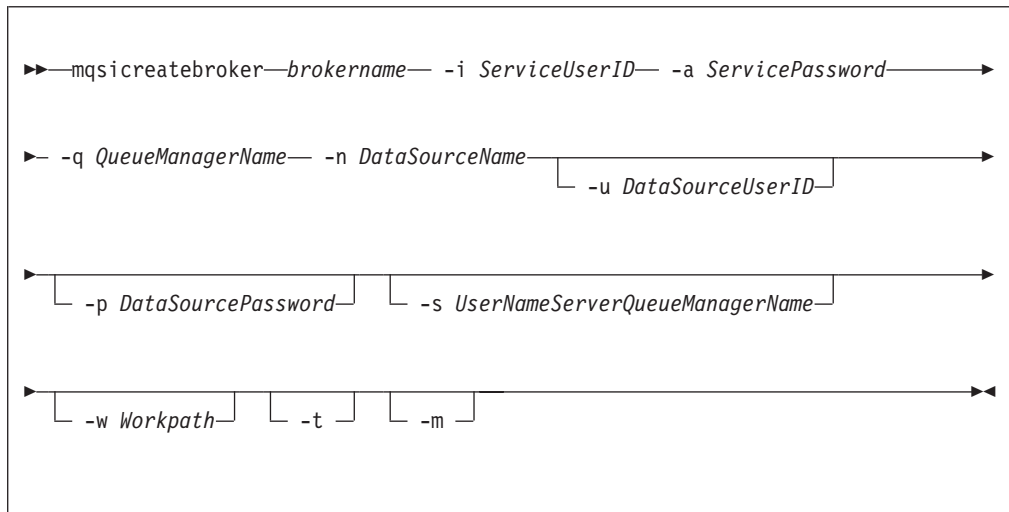 mqsicreatebroker brokername -i ServiceUserID -a ServicePassword
-q QueueManagerName -n DataSourceName
-u DataSourceUserID
-p DataSourcePassword -s UserNameServerQueueManagerName
-w Workpath -t -m